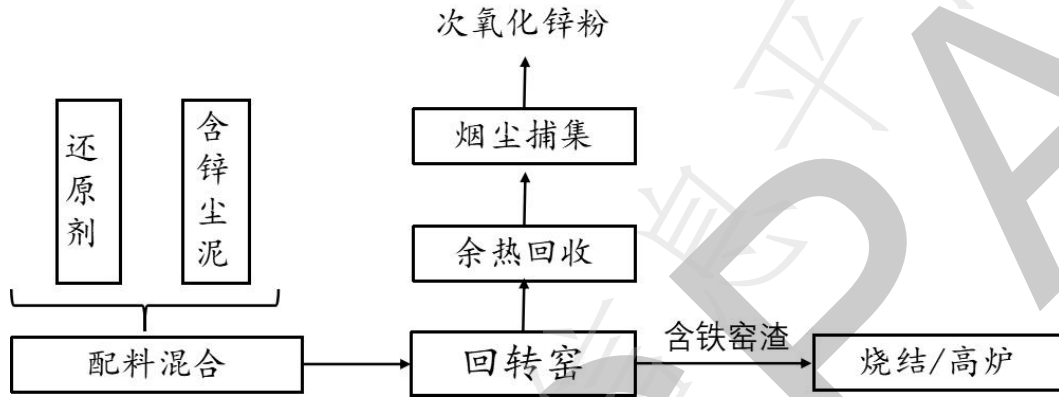 次氧化锌粉
烟尘捕集
还原剂
含锌尘泥
余热回收
配料混合
回转窑
含铁窑渣
烧结/高炉